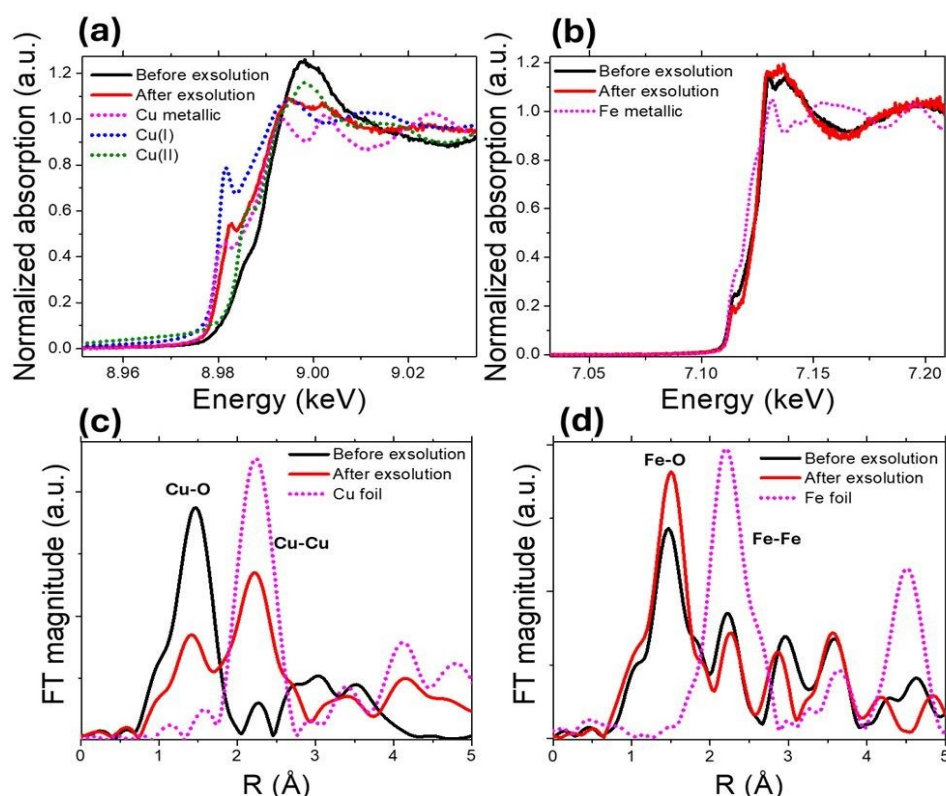 (a)
Normalized absorption (a.u.)
1.2
1.0
0.8
0.6
0.4
0.2
0.0
Before exsolution
After exsolution
Cu metallic
Cu(I)
Cu(II)
8.96 8.98 9.00 9.02
Energy (keV)
(b)
Normalized absorption (a.u.)
1.2
1.0
0.8
0.6
0.4
0.2
0.0
Before exsolution
After exsolution
Fe metallic
7.05 7.10 7.15 7.20
Energy (keV)
(c)
FT magnitude (a.u.)
Before exsolution
After exsolution
Cu foil
Cu-O
Cu-Cu
0 1 2 3 4 5
R (Å)
(d)
FT magnitude (a.u.)
Before exsolution
After exsolution
Fe foil
Fe-O
Fe-Fe
0 1 2 3 4 5
R (Å)